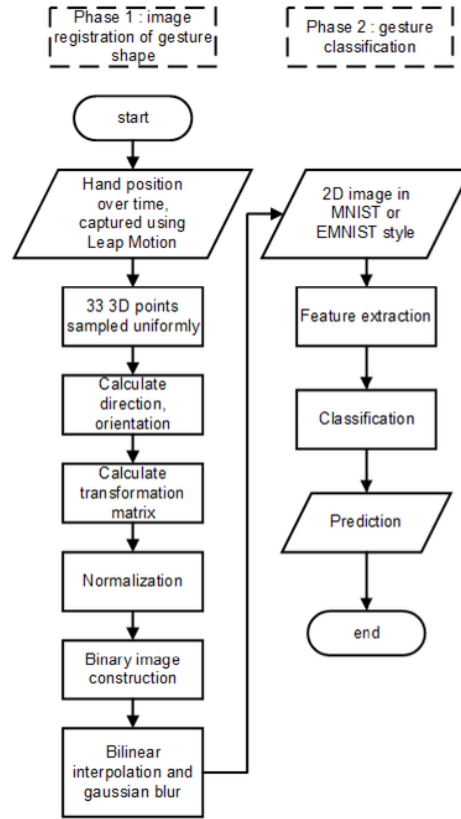 Phase 1 : image
registration of gesture
shape
start
Hand position
over time,
captured using
Leap Motion
33 3D points
sampled uniformly
Calculate
direction,
orientation
Calculate
transformation
matrix
Normalization
Binary image
construction
Bilinear
interpolation and
gaussian blur
Phase 2 : gesture
classification
2D image in
MNIST or
EMNIST style
Feature extraction
Classification
Prediction
end